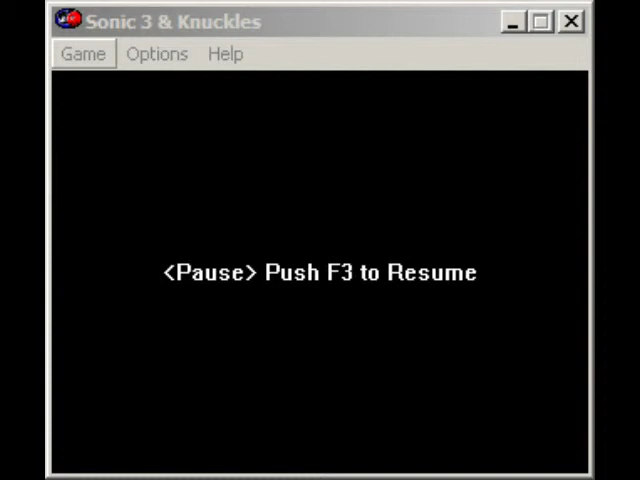 Sonic 3 & Knuckles
Game Options Help
<Pause> Push F3 to Resume